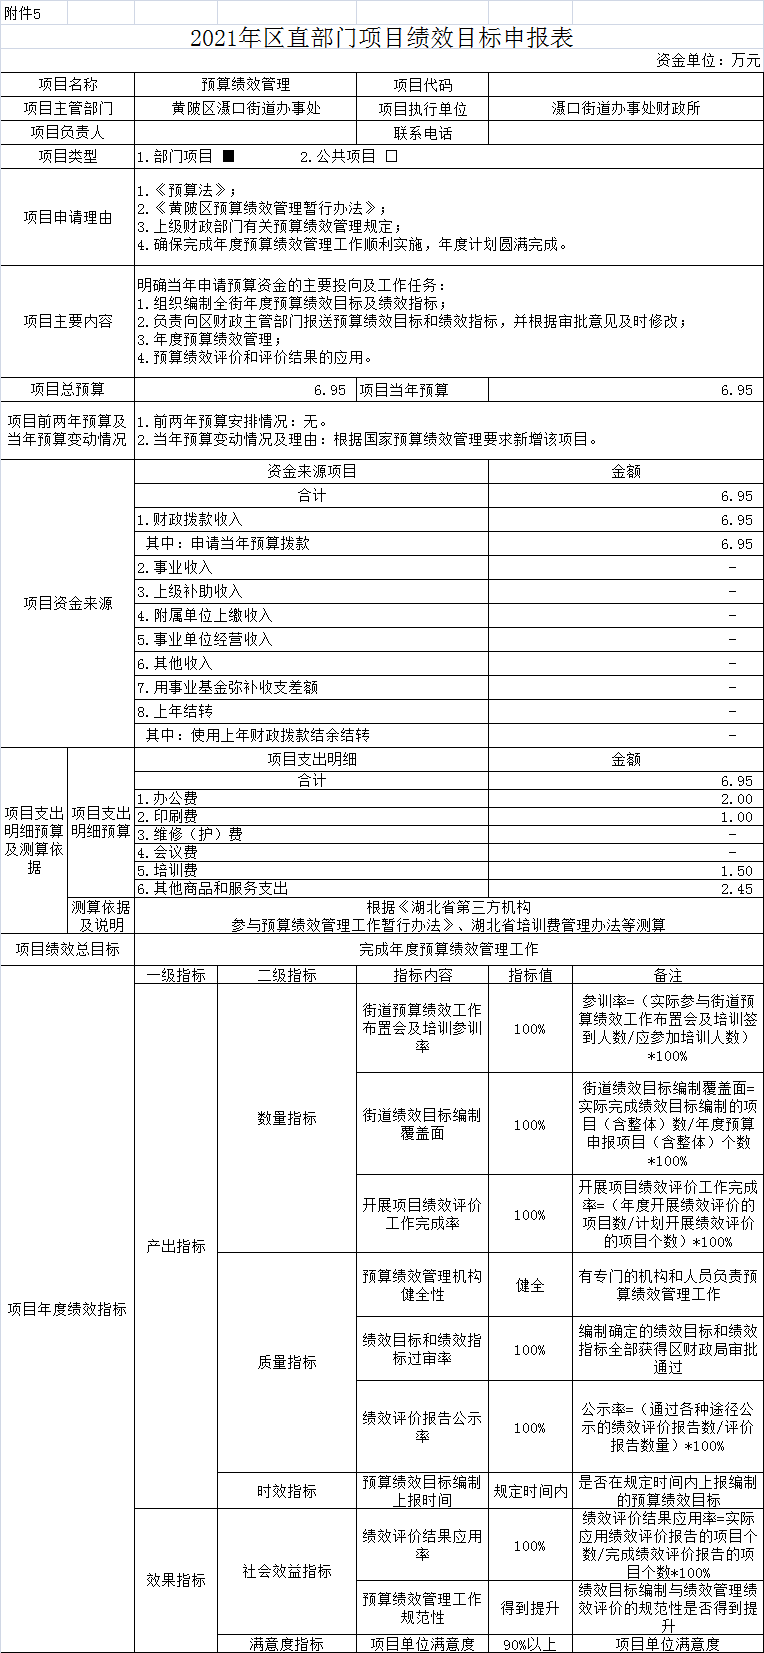 附件5
2021年区直部门项目绩效目标申报表
资金单位：万元
项目名称 预算绩效管理 项目代码
项目主管部门 黄陂区滠口街道办事处 项目执行单位 滠口街道办事处财政所
项目负责人 联系电话
项目类型 1.部门项目 ■ 2.公共项目 □
项目申请理由
1.《预算法》；
2.《黄陂区预算绩效管理暂行办法》；
3.上级财政部门有关预算绩效管理规定；
4.确保完成年度预算绩效管理工作顺利实施，年度计划圆满完成。
项目主要内容
明确当年申请预算资金的主要投向及工作任务：
1.组织编制全街年度预算绩效目标及绩效指标；
2.负责向区财政主管部门报送预算绩效目标和绩效指标，并根据审批意见及时修改；
3.年度预算绩效管理；
4.预算绩效评价和评价结果的应用。
项目总预算 6.95 项目当年预算 6.95
项目前两年预算及
当年预算变动情况
1.前两年预算安排情况：无。
2.当年预算变动情况及理由：根据国家预算绩效管理要求新增该项目。
项目资金来源
资金来源项目 金额
合计 6.95
1.财政拨款收入 6.95
其中：申请当年预算拨款 6.95
2.事业收入 -
3.上级补助收入 -
4.附属单位上缴收入 -
5.事业单位经营收入 -
6.其他收入 -
7.用事业基金弥补收支差额 -
8.上年结转 -
其中：使用上年财政拨款结余结转 -
项目支出
明细预算
及测算依
据
项目支出
明细预算
项目支出明细 金额
合计 6.95
1.办公费 2.00
2.印刷费 1.00
3.维修（护）费 -
4.会议费 -
5.培训费 1.50
6.其他商品和服务支出 2.45
测算依据
及说明
根据《湖北省第三方机构
参与预算绩效管理工作暂行办法》、湖北省培训费管理办法等测算
项目绩效总目标 完成年度预算绩效管理工作
项目年度绩效指标
一级指标 二级指标 指标内容 指标值 备注
产出指标
数量指标
街道预算绩效工作
布置会及培训参训
率
100%
参训率=（实际参与街道预
算绩效工作布置会及培训签
到人数/应参加培训人数）
*100%
街道绩效目标编制
覆盖面
100%
街道绩效目标编制覆盖面=
实际完成绩效目标编制的项
目（含整体）数/年度预算
申报项目（含整体）个数
*100%
开展项目绩效评价
工作完成率
100%
开展项目绩效评价工作完成
率=（年度开展绩效评价的
项目数/计划开展绩效评价
的项目个数）*100%
质量指标
预算绩效管理机构
健全性
健全
有专门的机构和人员负责预
算绩效管理工作
绩效目标和绩效指
标过审率
100%
编制确定的绩效目标和绩效
指标全部获得区财政局审批
通过
绩效评价报告公示
率
100%
公示率=（通过各种途径公
示的绩效评价报告数/评价
报告数量）*100%
时效指标
预算绩效目标编制
上报时间
规定时间内
是否在规定时间内上报编制
的预算绩效目标
效果指标
社会效益指标
绩效评价结果应用
率
100%
绩效评价结果应用率=实际
应用绩效评价报告的项目个
数/完成绩效评价报告的项
目个数*100%
预算绩效管理工作
规范性
得到提升
绩效目标编制与绩效管理绩
效评价的规范性是否得到提
升
满意度指标 项目单位满意度 90%以上 项目单位满意度